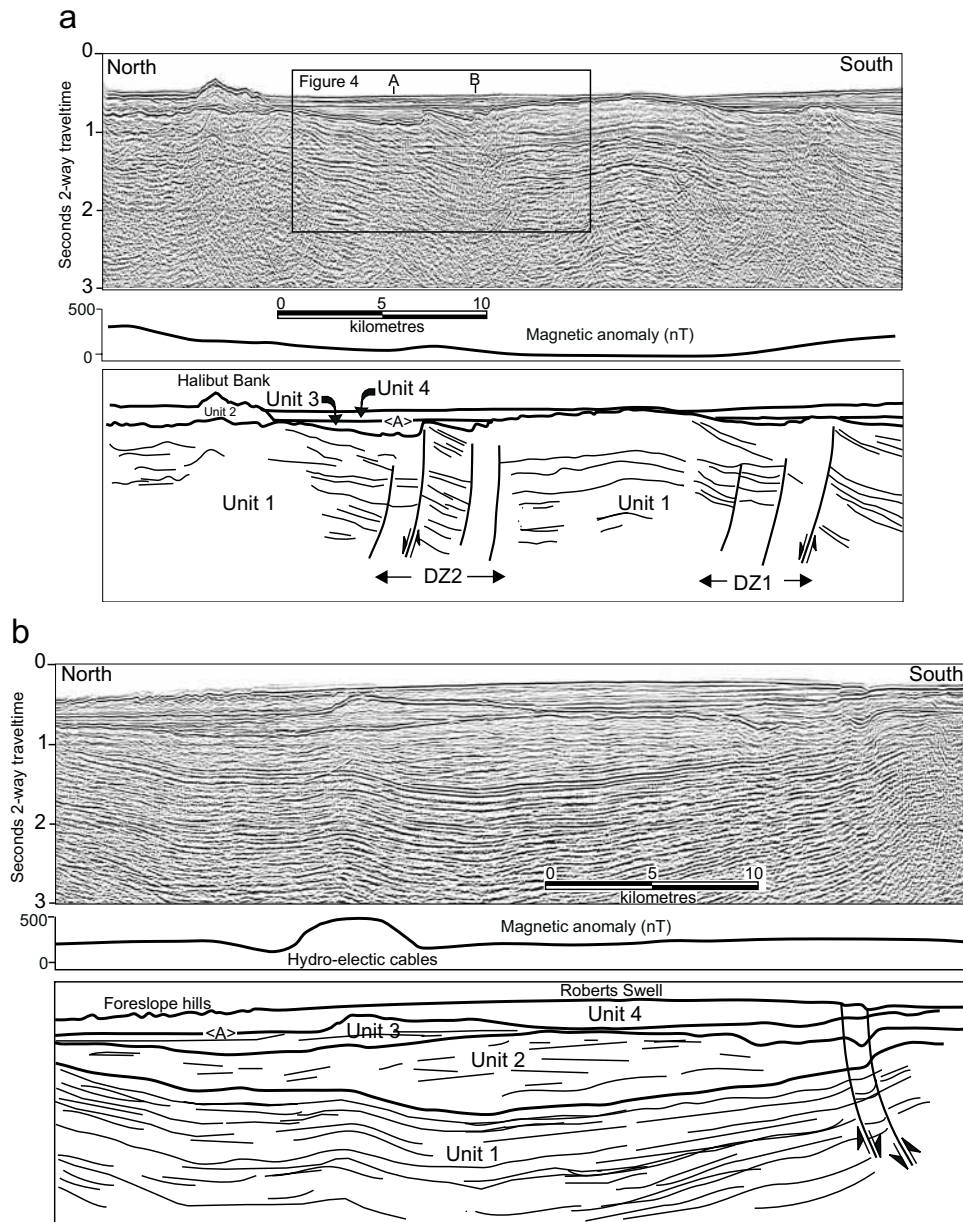 a
0
North
South
Figure 4
A
B
1
2
3
Seconds 2-way traveltime
0
5
10
kilometres
500
0
Magnetic anomaly (nT)
Halibut Bank
Unit 2
Unit 3
Unit 4
<A>
Unit 1
Unit 1
DZ2
DZ1
b
0
North
South
1
2
3
Seconds 2-way traveltime
0
5
10
kilometres
500
0
Magnetic anomaly (nT)
Hydro-electic cables
Roberts Swell
Foreslope hills
Unit 4
<A>
Unit 3
Unit 2
Unit 1